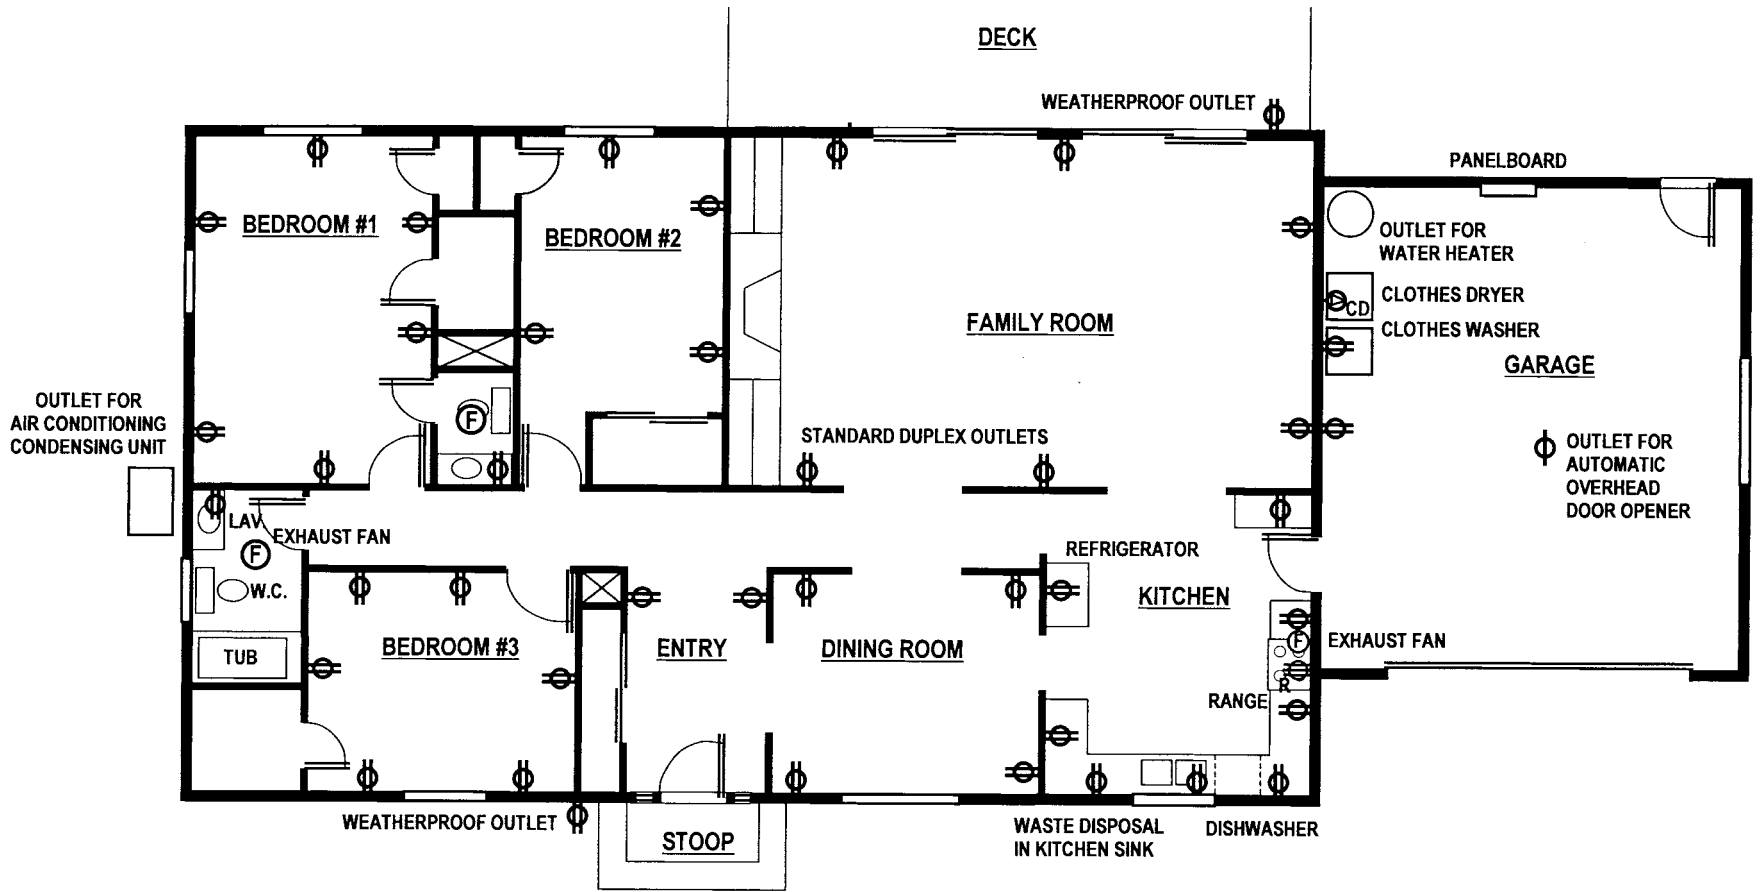 DECK
WEATHERPROOF OUTLET
PANELBOARD
BEDROOM #1
BEDROOM #2
FAMILY ROOM
OUTLET FOR
WATER HEATER
CD
CLOTHES DRYER
CLOTHES WASHER
GARAGE
OUTLET FOR
AIR CONDITIONING
CONDENSING UNIT
F
STANDARD DUPLEX OUTLETS
OUTLET FOR
AUTOMATIC
OVERHEAD
DOOR OPENER
LAV.
EXHAUST FAN
F
W.C.
REFRIGERATOR
KITCHEN
TUB
BEDROOM #3
ENTRY
DINING ROOM
F
EXHAUST FAN
R
RANGE
WEATHERPROOF OUTLET
STOOP
WASTE DISPOSAL
IN KITCHEN SINK
DISHWASHER